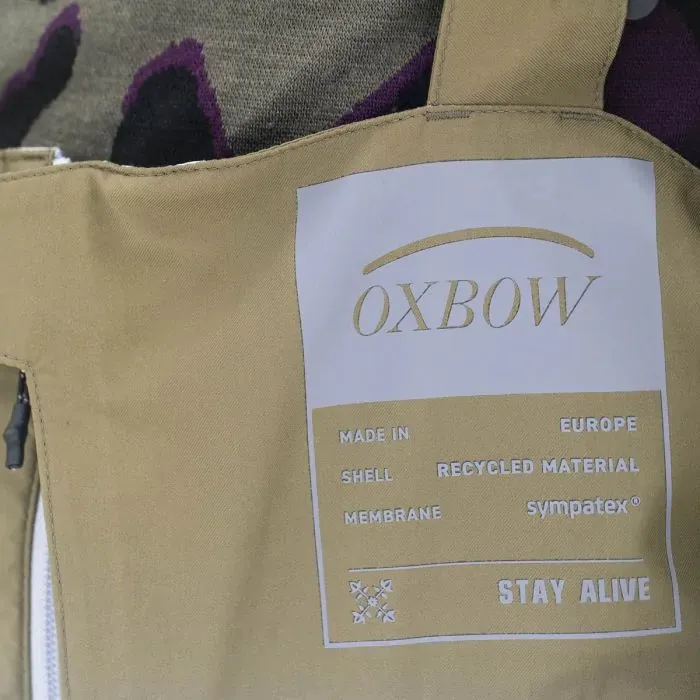 OXBOW
MADE IN EUROPE
SHELL RECYCLED MATERIAL
MEMBRANE sympatex®
STAY ALIVE